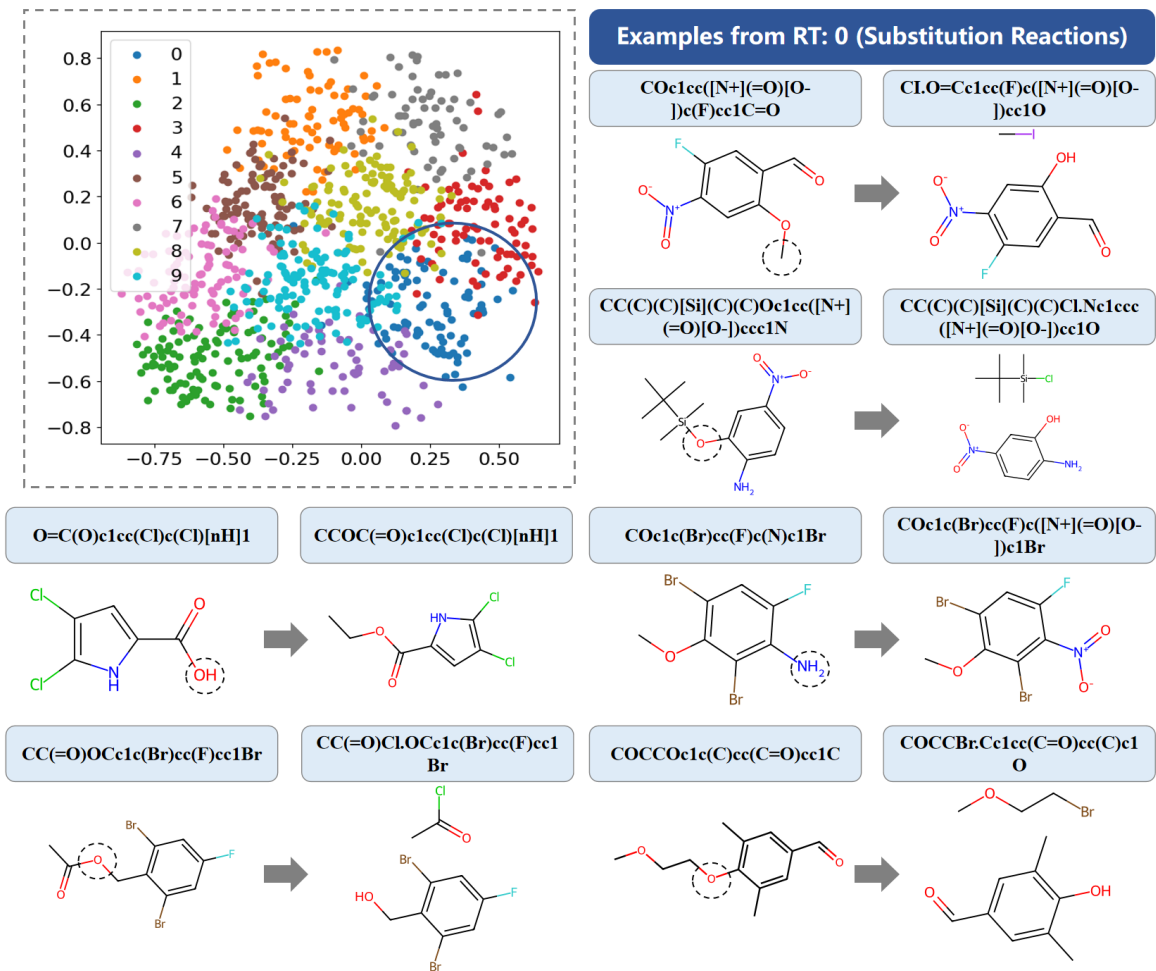 0
1
2
3
4
5
6
7
8
9
0.8
0.6
0.4
0.2
0.0
−0.2
−0.4
−0.6
−0.8
−0.75
−0.50
−0.25
0.00
0.25
0.50
Examples from RT: 0 (Substitution Reactions)
COc1cc([N+](=O)[O-
])c(F)cc1C=O
CI.O=Cc1cc(F)c([N+](=O)[O-
])cc1O
F
O
O⁻
N⁺
O
O
I
OH
O⁻
N⁺
O
O
F
CC(C)(C)[Si](C)(C)Oc1cc([N+]
(=O)[O-])ccc1N
CC(C)(C)[Si](C)(C)Cl.Nc1ccc
([N+](=O)[O-])cc1O
O
N⁺
O⁻
Si
O
NH₂
Si
Cl
OH
O⁻
N⁺
O
NH₂
O=C(O)c1cc(Cl)c(Cl)[nH]1
CCOC(=O)c1cc(Cl)c(Cl)[nH]1
COc1c(Br)cc(F)c(N)c1Br
COc1c(Br)cc(F)c([N+](=O)[O-
])c1Br
Cl
O
Cl
N
H
OH
HN
Cl
O
Cl
O
Br
F
O
NH₂
Br
Br
F
O
N⁺
O
O⁻
Br
CC(=O)OCc1c(Br)cc(F)cc1Br
CC(=O)Cl.OCc1c(Br)cc(F)cc1
Br
COCCOc1c(C)cc(C=O)cc1C
COCCBr.Cc1cc(C=O)cc(C)c1
O
Br
O
O
F
Br
Cl
O
Br
HO
F
Br
O
O
O
O
Br
O
OH